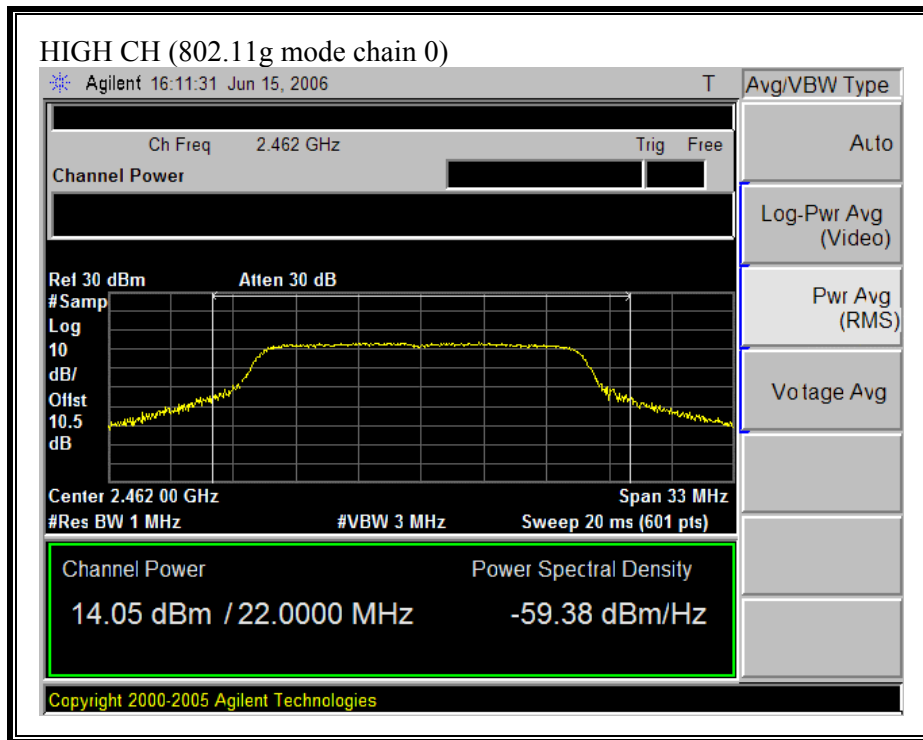 HIGH CH (802.11g mode chain 0)
Agilent 16:11:31 Jun 15, 2006 T
Avg/VBW Type
Ch Freq 2.462 GHz Trig Free
Channel Power
Auto
Log-Pwr Avg
(Video)
Pwr Avg
(RMS)
Votage Avg
Ref 30 dBm Atten 30 dB
#Samp
Log
10
dB/
Offst
10.5
dB
Center 2.462 00 GHz Span 33 MHz
#Res BW 1 MHz #VBW 3 MHz Sweep 20 ms (601 pts)
Channel Power Power Spectral Density
14.05 dBm / 22.0000 MHz -59.38 dBm/Hz
Copyright 2000-2005 Agilent Technologies